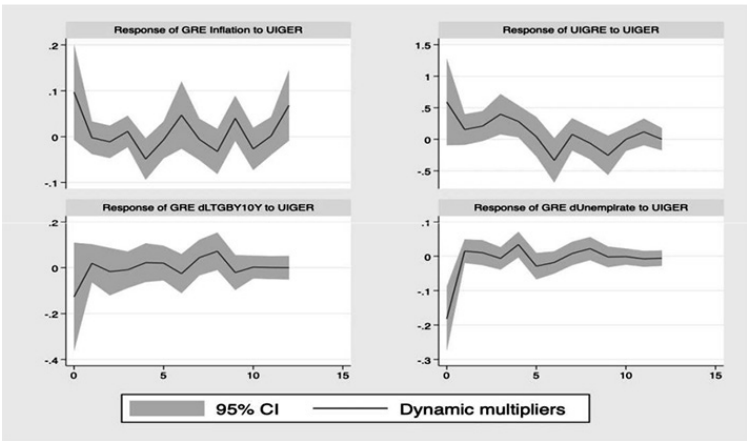 Response of GRE Inflation to UIGER
.2
.1
0
-.1
Response of UIGRE to UIGER
1.5
1
.5
0
-.5
Response of GRE dLTGBY10Y to UIGER
.2
0
-.2
-.4
0 5 10 15
Response of GRE dUnemplrate to UIGER
.1
0
-.1
-.2
-.3
0 5 10 15
95% CI Dynamic multipliers